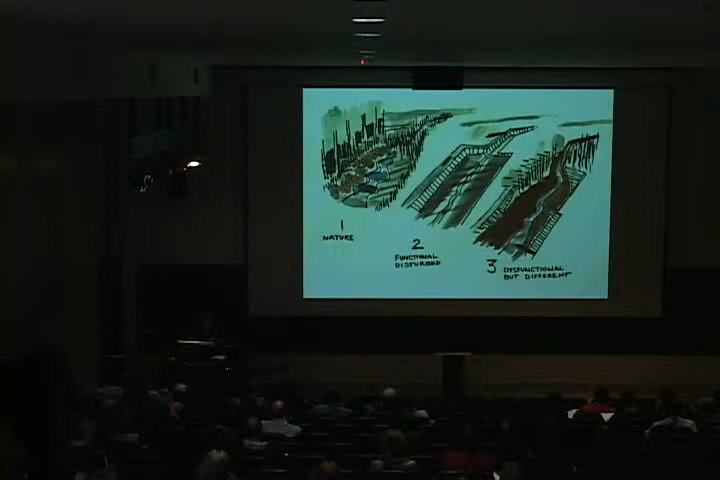 1
NATURE
2
FUNCTIONAL
DISTURBED
3 DYSFUNCTIONAL
BUT DIFFERENT